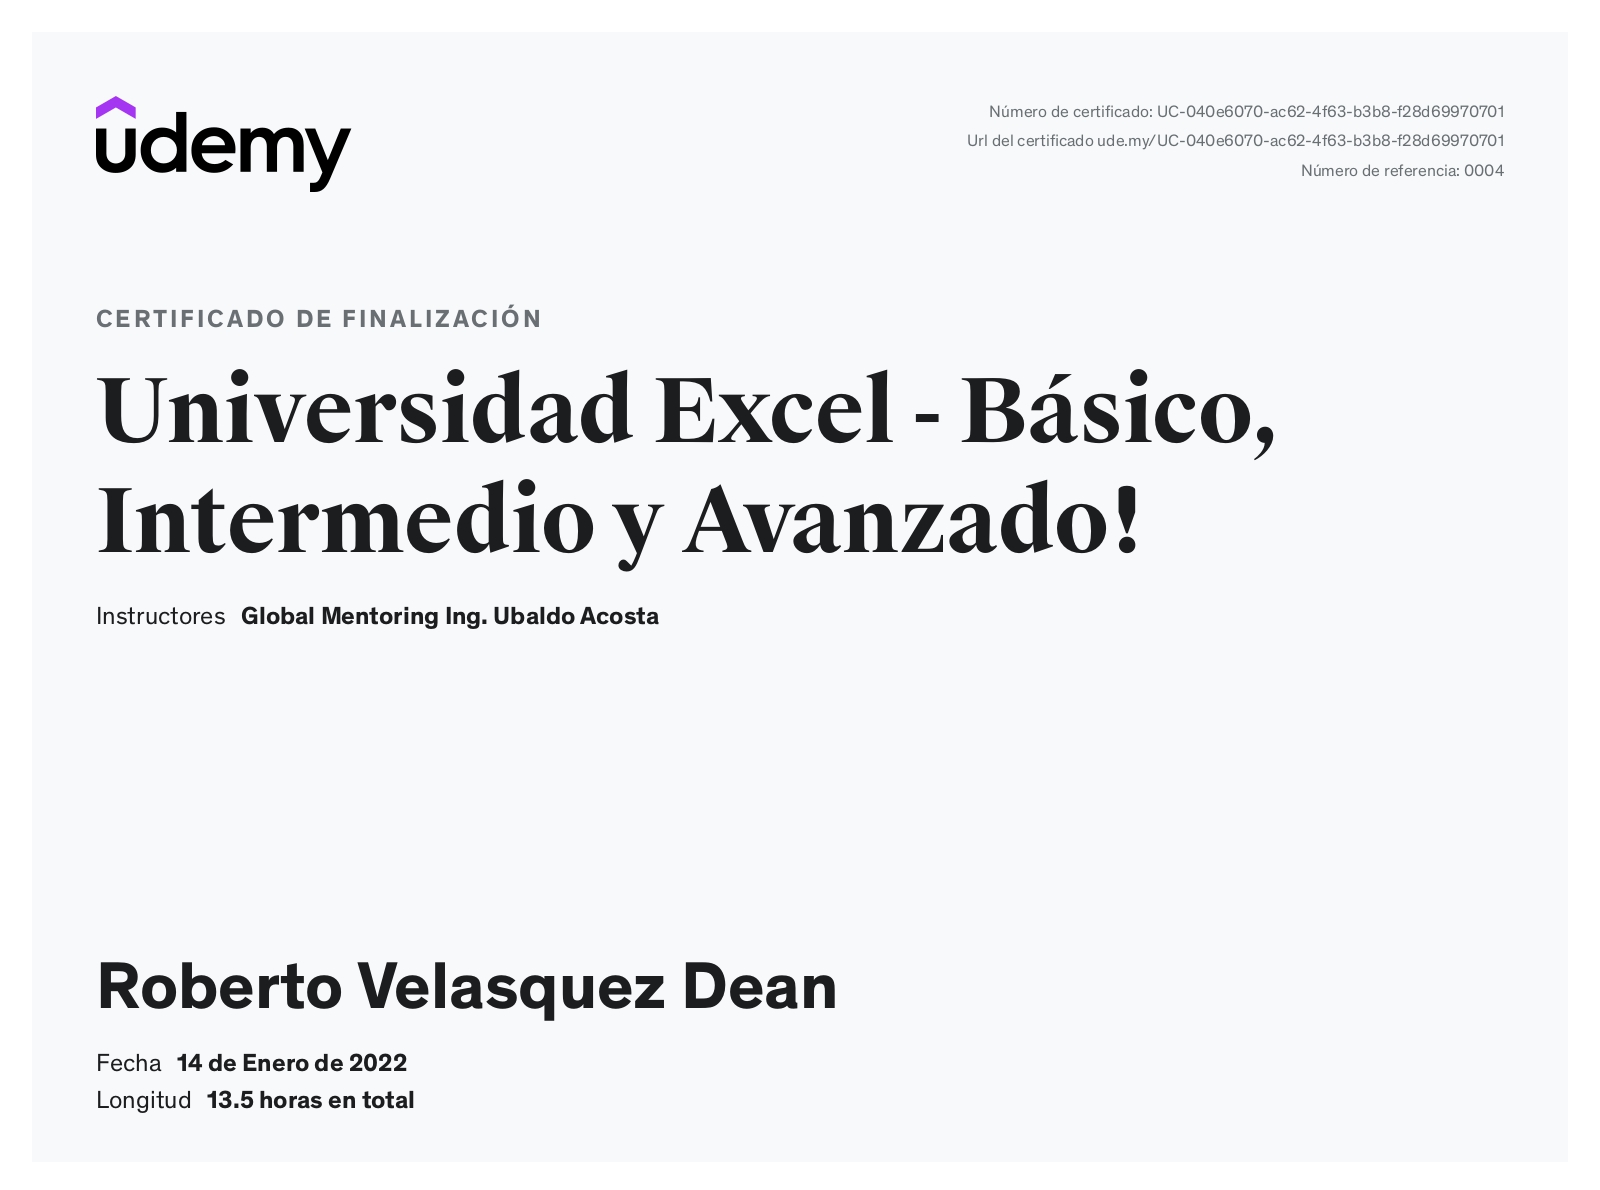 udemy
Número de certificado: UC-040e6070-ac62-4f63-b3b8-f28d69970701
Url del certificado ude.my/UC-040e6070-ac62-4f63-b3b8-f28d69970701
Número de referencia: 0004
CERTIFICADO DE FINALIZACIÓN
Universidad Excel - Básico,
Intermedio y Avanzado!
Instructores Global Mentoring Ing. Ubaldo Acosta
Roberto Velasquez Dean
Fecha 14 de Enero de 2022
Longitud 13.5 horas en total